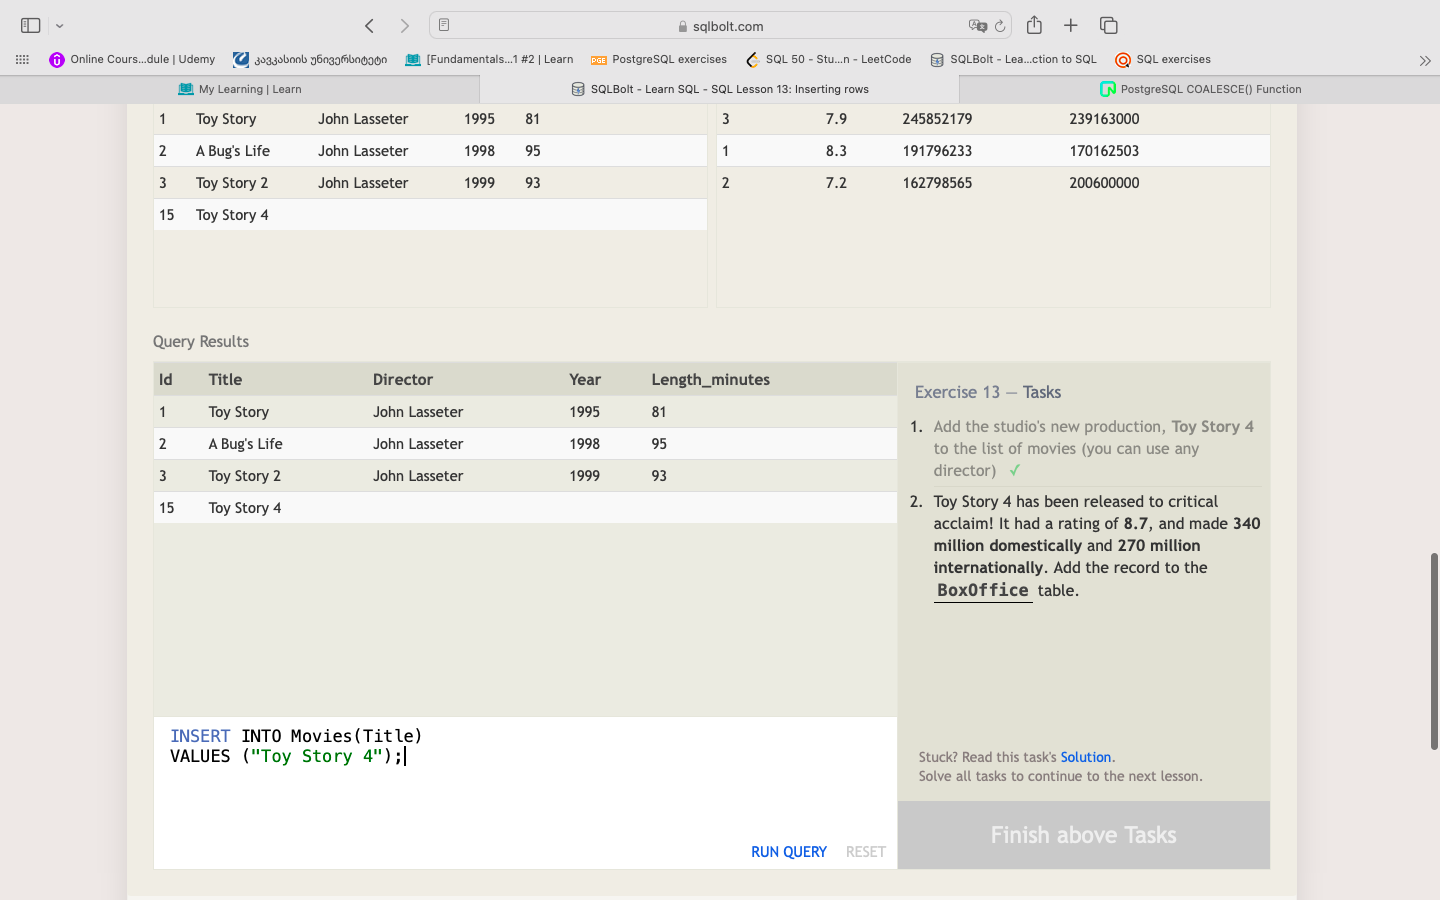 sqlbolt.com
Online Cours...dule | Udemy
კავკასიის უნივერსიტეტი
[Fundamentals...1 #2 | Learn
PGE PostgreSQL exercises
SQL 50 - Stu...n - LeetCode
SQLBolt - Lea...ction to SQL
SQL exercises
My Learning | Learn
SQLBolt - Learn SQL - SQL Lesson 13: Inserting rows
PostgreSQL COALESCE() Function
1 Toy Story John Lasseter 1995 81
2 A Bug's Life John Lasseter 1998 95
3 Toy Story 2 John Lasseter 1999 93
15 Toy Story 4
3 7.9 245852179 239163000
1 8.3 191796233 170162503
2 7.2 162798565 200600000
Query Results
Id Title Director Year Length_minutes
1 Toy Story John Lasseter 1995 81
2 A Bug's Life John Lasseter 1998 95
3 Toy Story 2 John Lasseter 1999 93
15 Toy Story 4
INSERT INTO Movies(Title)
VALUES ("Toy Story 4");
RUN QUERY RESET
Exercise 13 — Tasks
1. Add the studio's new production, Toy Story 4
to the list of movies (you can use any
director) ✓
2. Toy Story 4 has been released to critical
acclaim! It had a rating of 8.7, and made 340
million domestically and 270 million
internationally. Add the record to the
BoxOffice table.
Stuck? Read this task's Solution.
Solve all tasks to continue to the next lesson.
Finish above Tasks